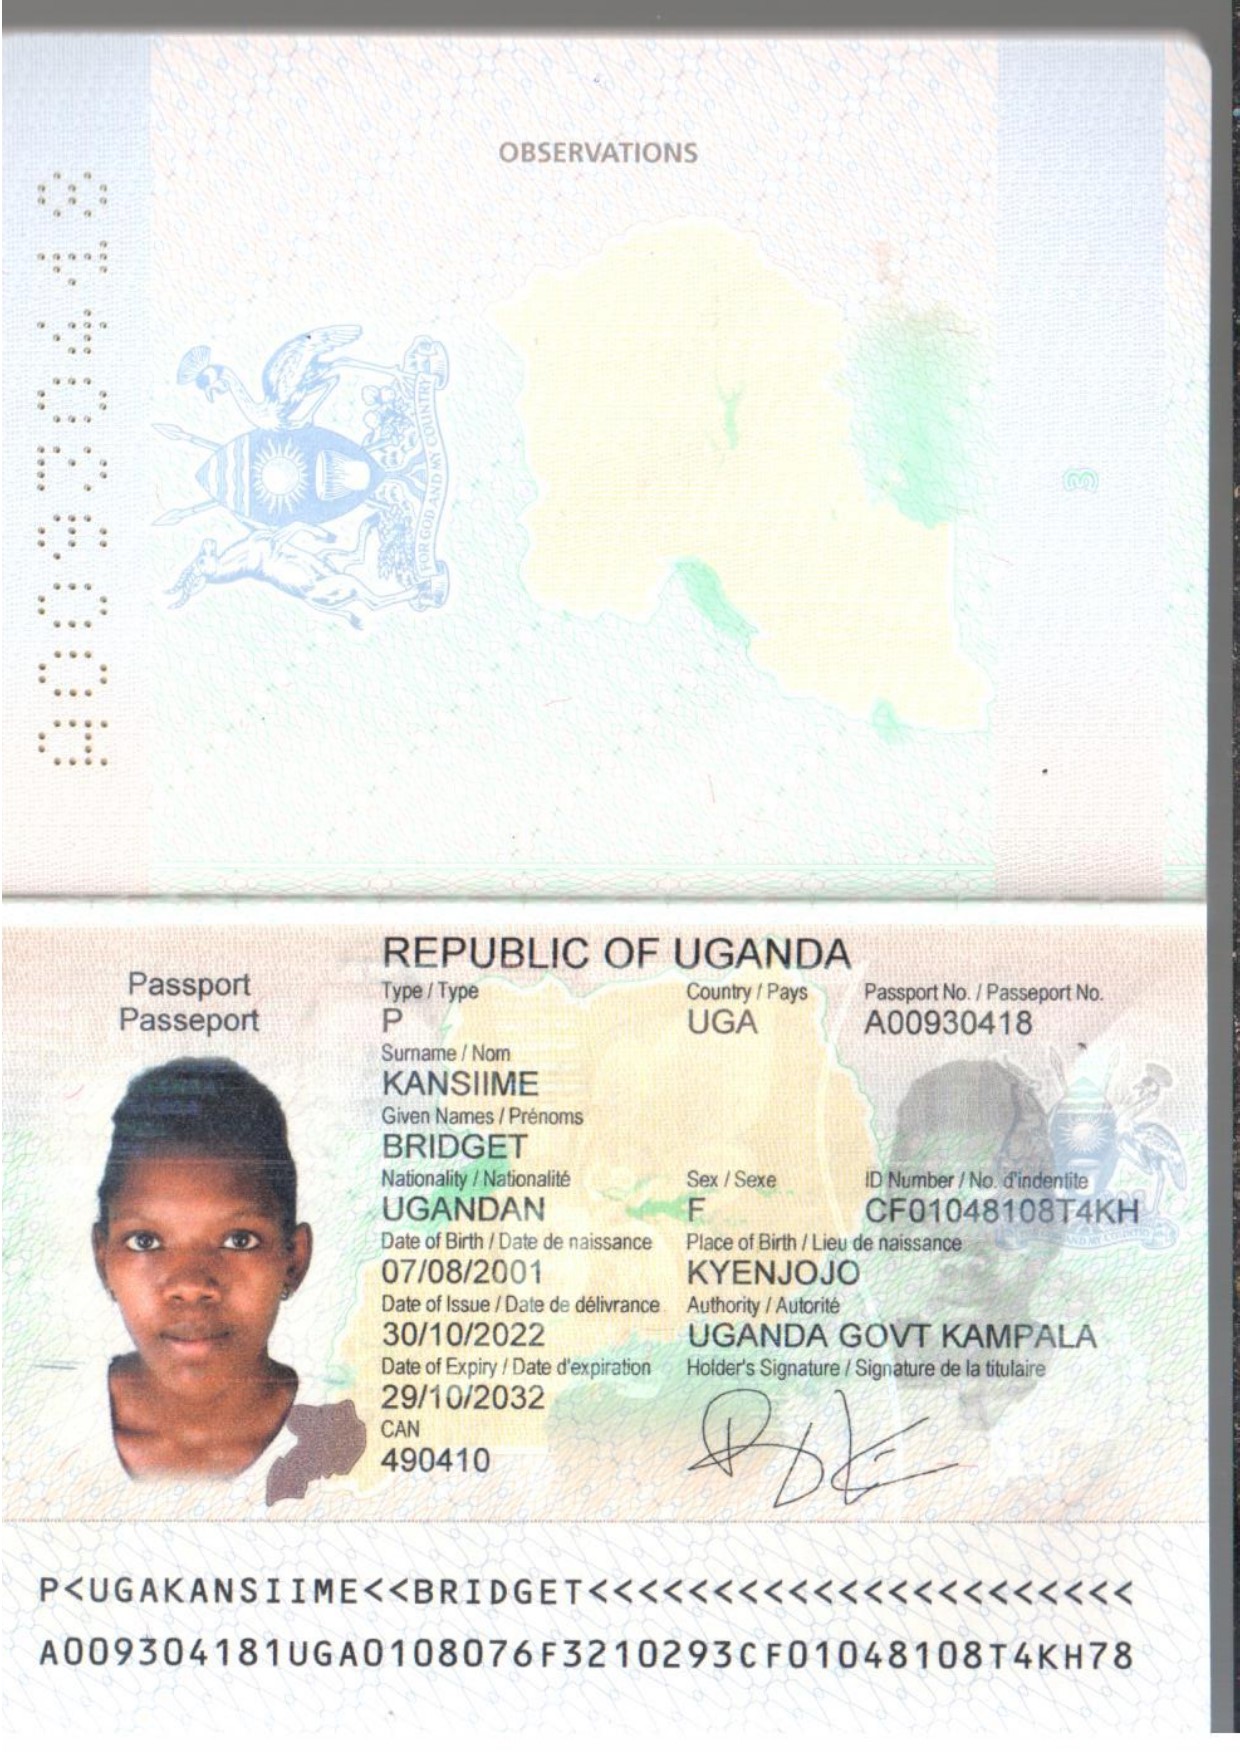 OBSERVATIONS
A00930418
FOR GOD AND MY COUNTRY
3
REPUBLIC OF UGANDA
Passport
Passeport
Type / Type
Country / Pays
Passport No. / Passeport No.
P
UGA
A00930418
Surname / Nom
KANSIIME
Given Names / Prénoms
BRIDGET
Nationality / Nationalité
Sex / Sexe
ID Number / No. d'indentite
UGANDAN
F
CF01048108T4KH
Date of Birth / Date de naissance
Place of Birth / Lieu de naissance
07/08/2001
KYENJOJO
Date of Issue / Date de délivrance
Authority / Autorité
30/10/2022
UGANDA GOVT KAMPALA
Date of Expiry / Date d'expiration
Holder's Signature / Signature de la titulaire
29/10/2032
CAN
490410
P<UGAKANSIIME<<BRIDGET<<<<<<<<<<<<<<<<<<<<<<
A009304181UGA0108076F3210293CF01048108T4KH78